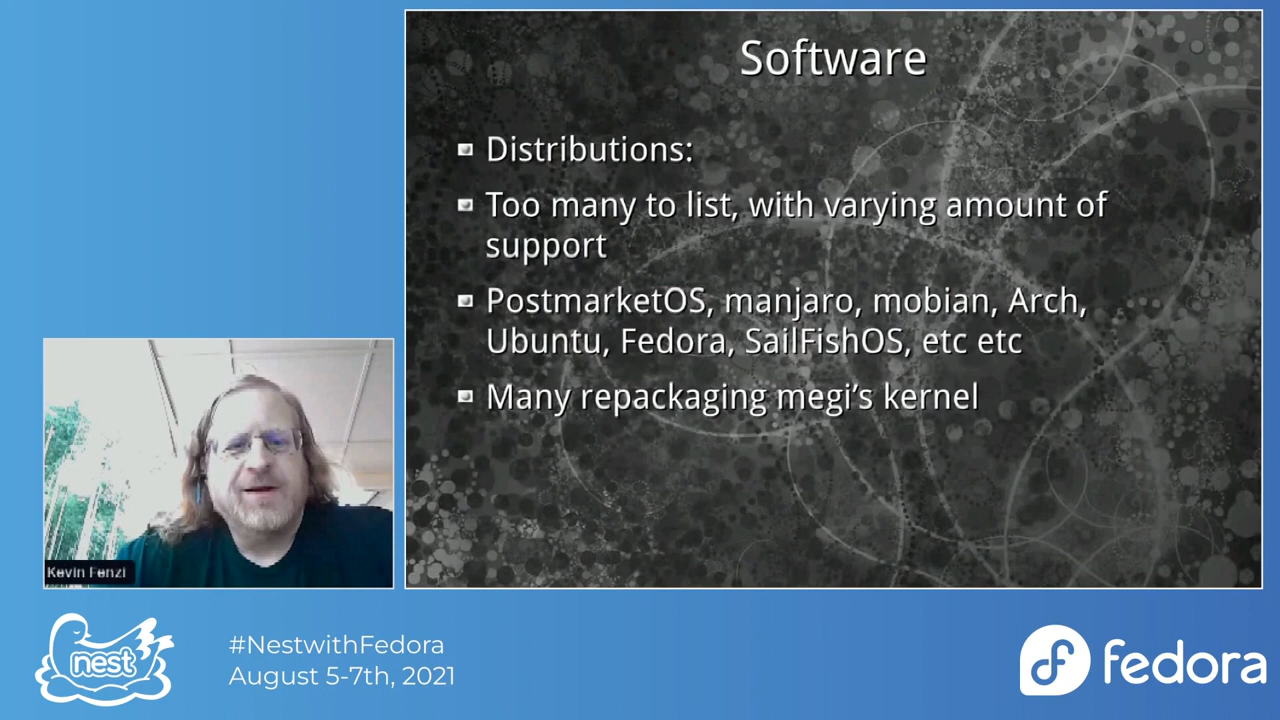 Software
Distributions:
Too many to list, with varying amount of
support
PostmarketOS, manjaro, mobian, Arch,
Ubuntu, Fedora, SailFishOS, etc etc
Many repackaging megi's kernel
Kevin Fenzi
nest
#NestwithFedora
August 5-7th, 2021
fedora